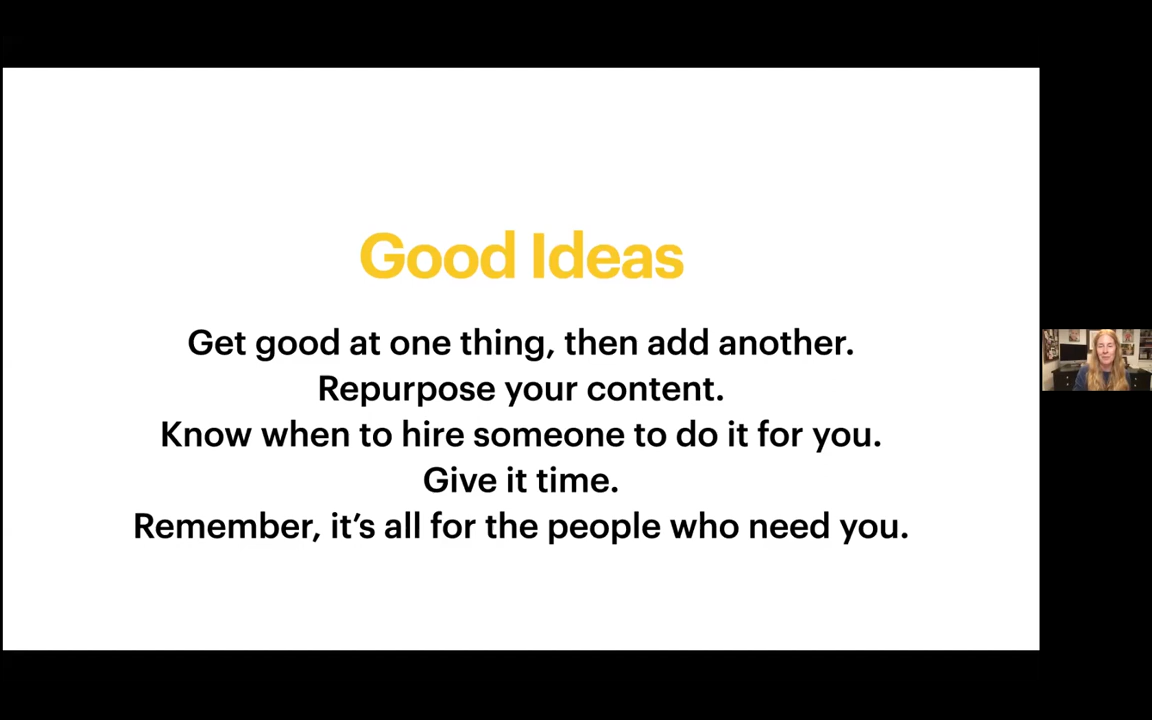 Good Ideas
Get good at one thing, then add another.
Repurpose your content.
Know when to hire someone to do it for you.
Give it time.
Remember, it’s all for the people who need you.